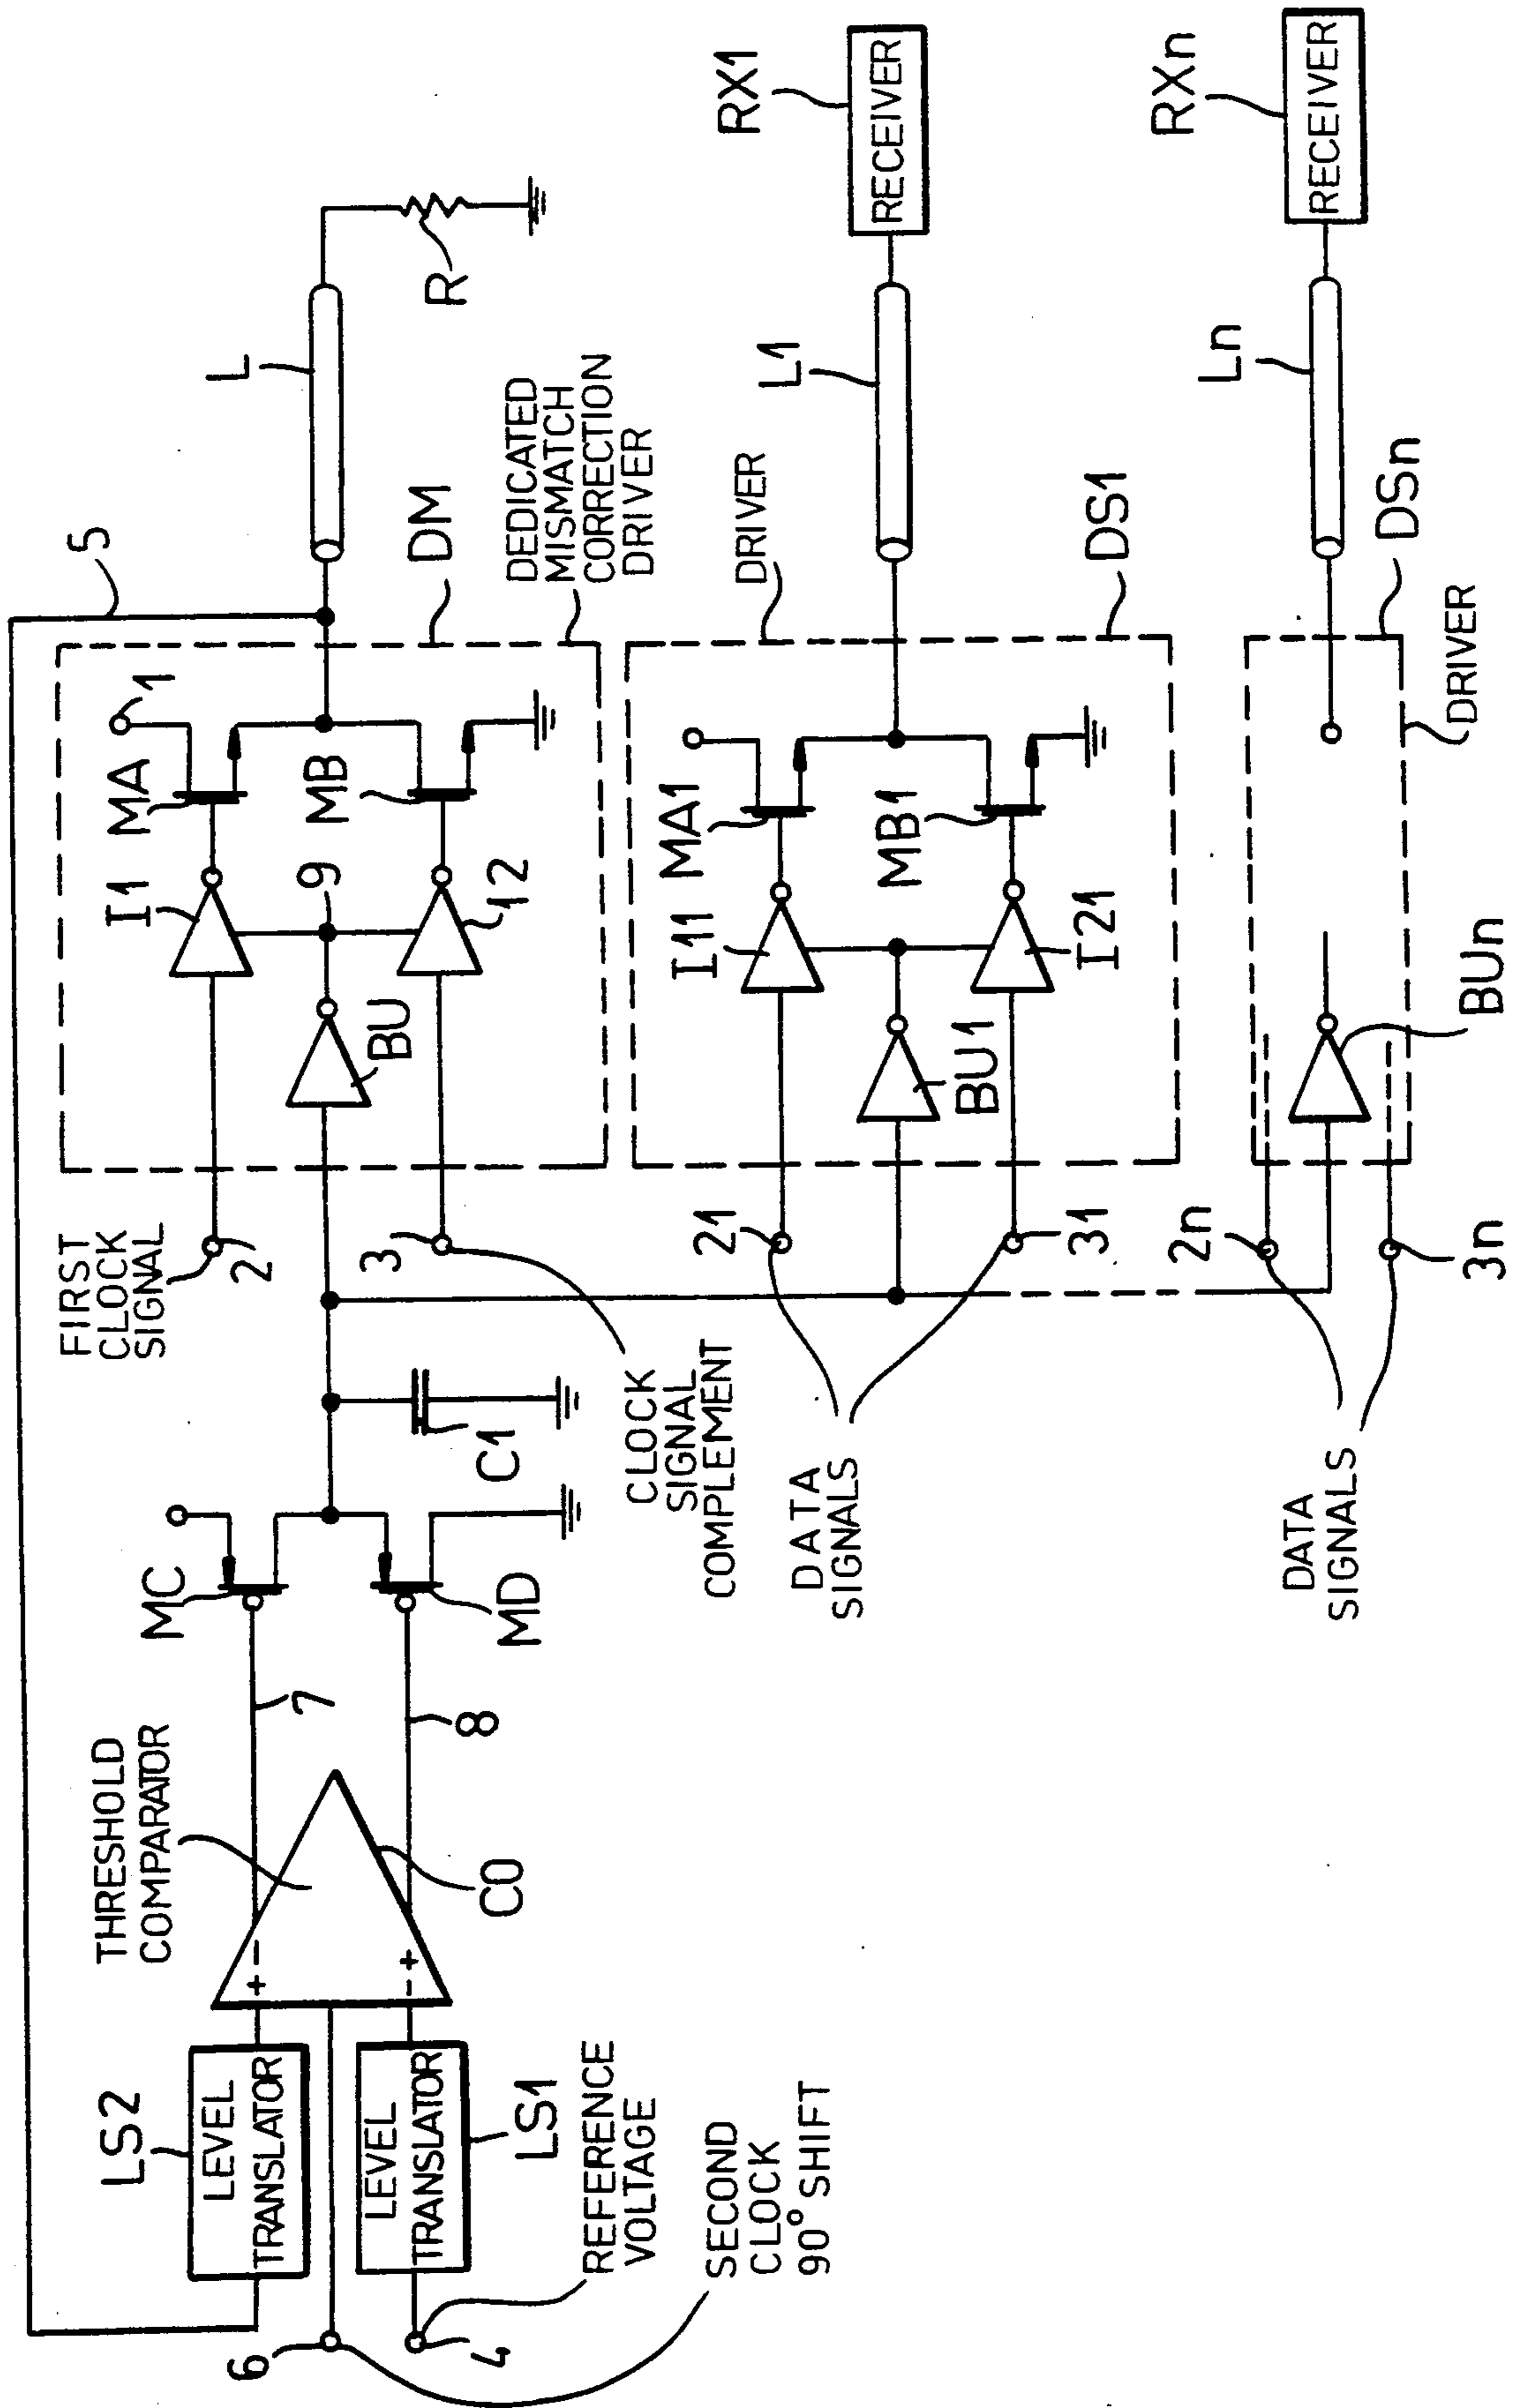 5
LS2
LEVEL
TRANSLATOR
THRESHOLD
COMPARATOR
7
MC
FIRST
CLOCK
SIGNAL
2
I1
MA
1
L
R
6
4
LEVEL
TRANSLATOR
LS1
REFERENCE
VOLTAGE
SECOND
CLOCK
90° SHIFT
+ -
- +
CO
8
MD
C1
3
CLOCK
SIGNAL
COMPLEMENT
BU
9
12
MB
DM
DEDICATED
MISMATCH
CORRECTION
DRIVER
DATA
SIGNALS
21
31
I11
BU1
I21
MA1
MB1
DRIVER
DS1
L1
RX1
RECEIVER
DATA
SIGNALS
2n
3n
BUn
DRIVER
DSn
Ln
RXn
RECEIVER